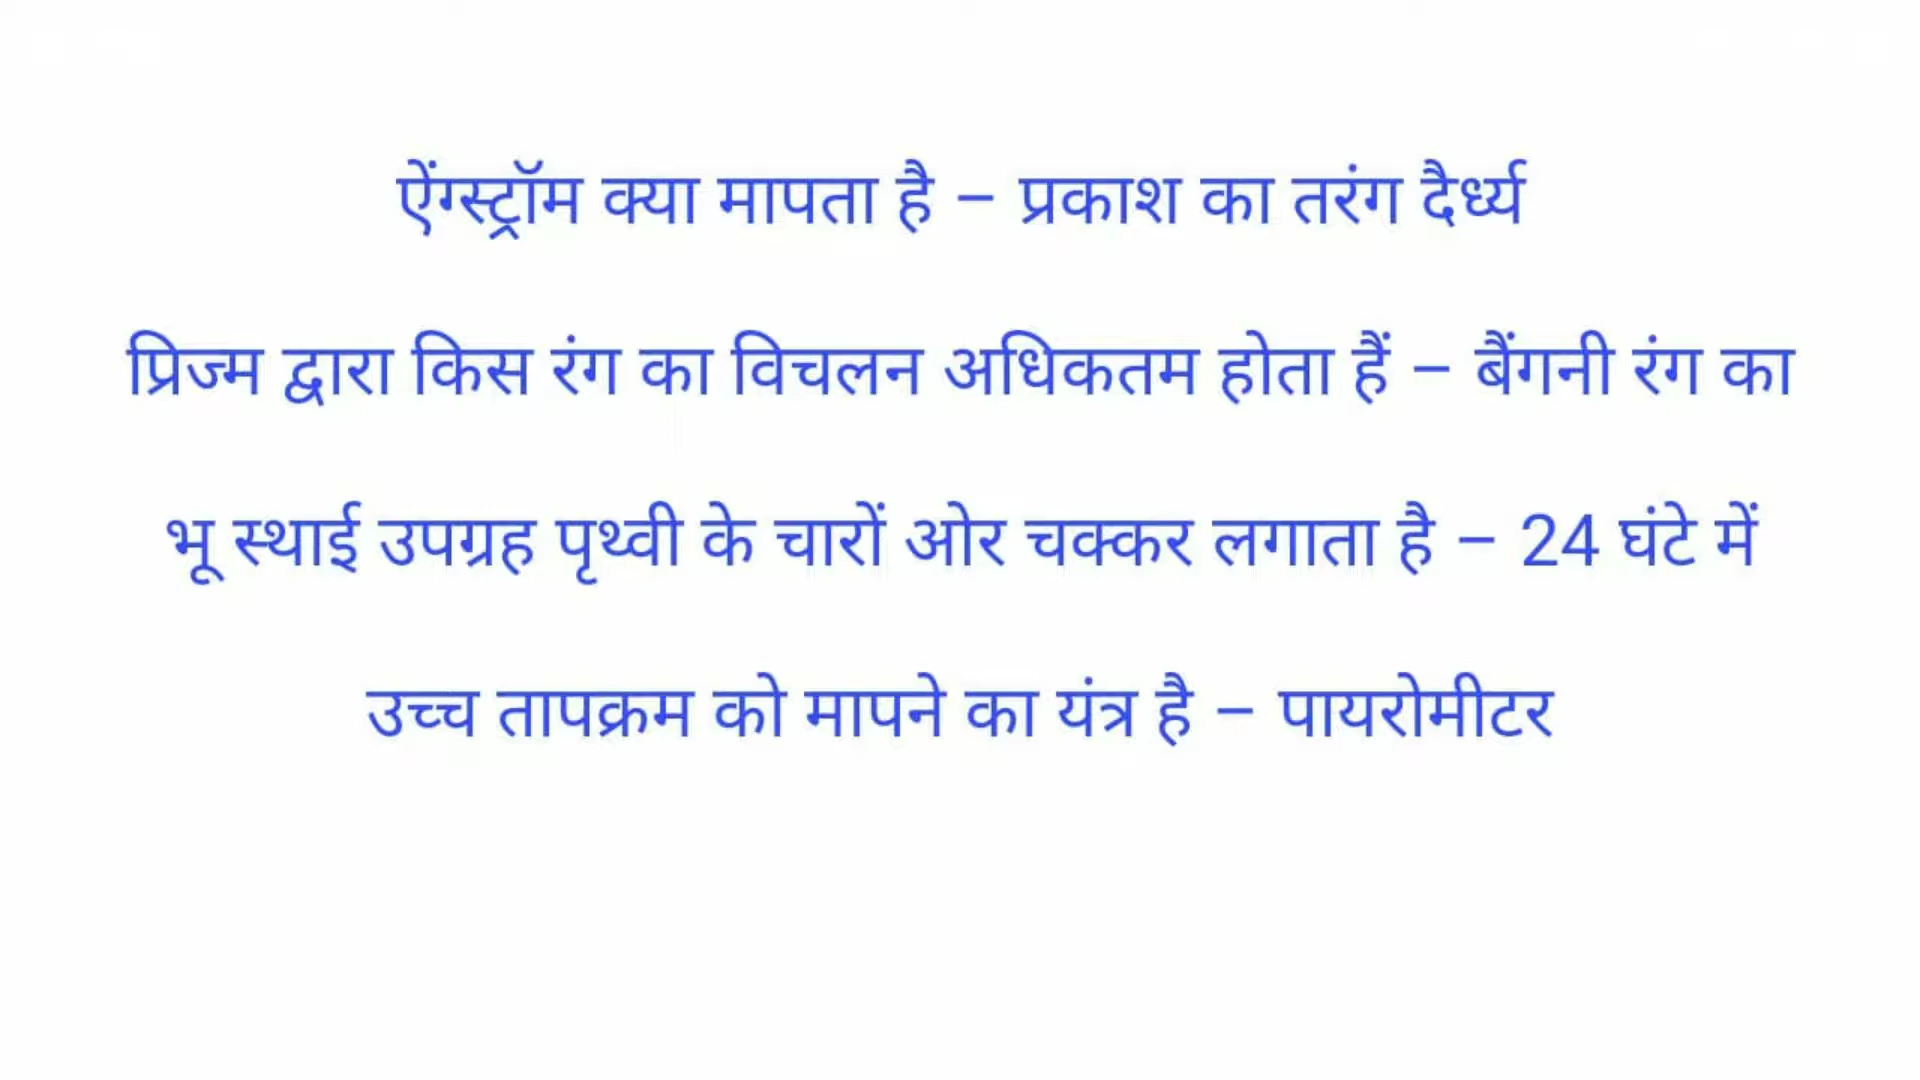 ऐंग्स्ट्रॉम क्या मापता है – प्रकाश का तरंग दैर्ध्य
प्रिज्म द्वारा किस रंग का विचलन अधिकतम होता हैं – बैंगनी रंग का
भू स्थाई उपग्रह पृथ्वी के चारों ओर चक्कर लगाता है – 24 घंटे में
उच्च तापक्रम को मापने का यंत्र है – पायरोमीटर